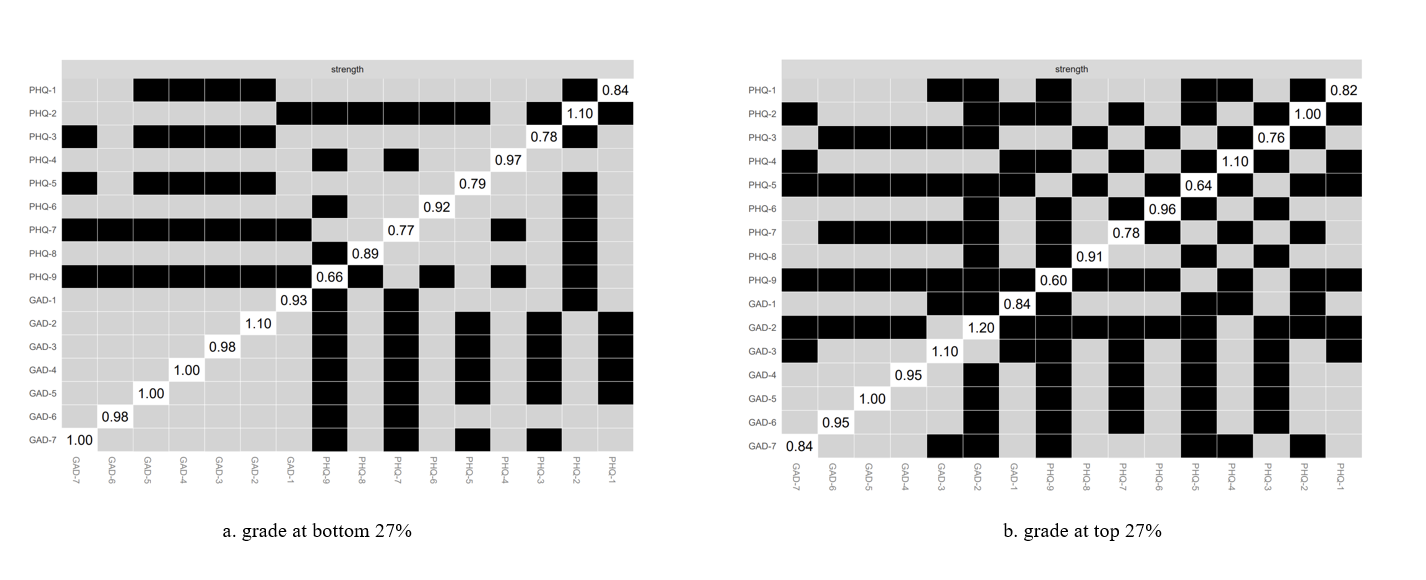 strength
PHQ-1 0.84
PHQ-2 1.10
PHQ-3 0.78
PHQ-4 0.97
PHQ-5 0.79
PHQ-6 0.92
PHQ-7 0.77
PHQ-8 0.89
PHQ-9 0.66
GAD-1 0.93
GAD-2 1.10
GAD-3 0.98
GAD-4 1.00
GAD-5 1.00
GAD-6 0.98
GAD-7 1.00
GAD-7 GAD-6 GAD-5 GAD-4 GAD-3 GAD-2 GAD-1 PHQ-9 PHQ-8 PHQ-7 PHQ-6 PHQ-5 PHQ-4 PHQ-3 PHQ-2 PHQ-1
a. grade at bottom 27%
strength
PHQ-1 0.82
PHQ-2 1.00
PHQ-3 0.76
PHQ-4 1.10
PHQ-5 0.64
PHQ-6 0.96
PHQ-7 0.78
PHQ-8 0.91
PHQ-9 0.60
GAD-1 0.84
GAD-2 1.20
GAD-3 1.10
GAD-4 0.95
GAD-5 1.00
GAD-6 0.95
GAD-7 0.84
GAD-7 GAD-6 GAD-5 GAD-4 GAD-3 GAD-2 GAD-1 PHQ-9 PHQ-8 PHQ-7 PHQ-6 PHQ-5 PHQ-4 PHQ-3 PHQ-2 PHQ-1
b. grade at top 27%